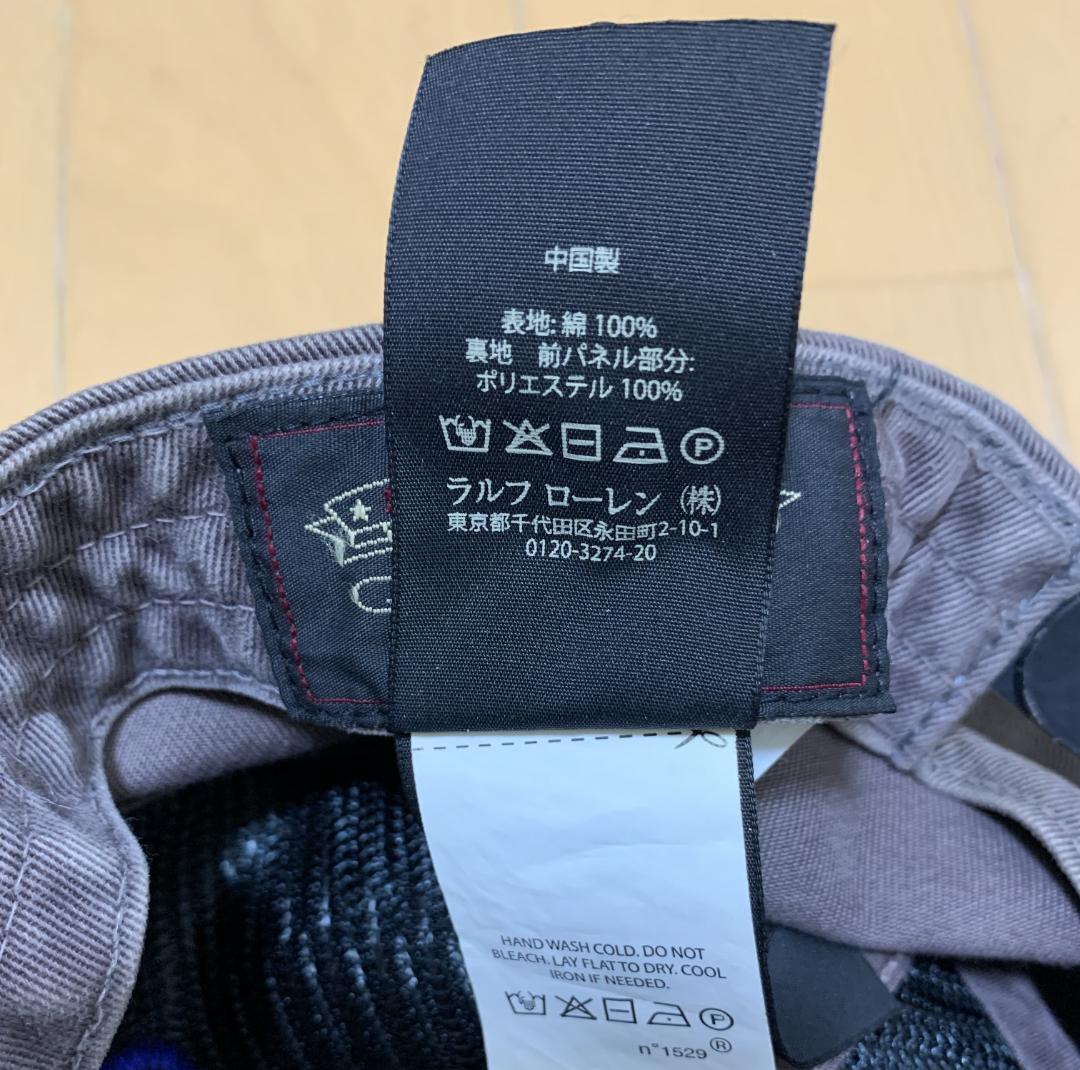 中国製
表地: 綿 100%
裏地　前パネル部分:
ポリエステル 100%
P
ラルフ ローレン (株)
東京都千代田区永田町2-10-1
0120-3274-20
HAND WASH COLD. DO NOT
BLEACH. LAY FLAT TO DRY. COOL
IRON IF NEEDED.
P
n°1529®